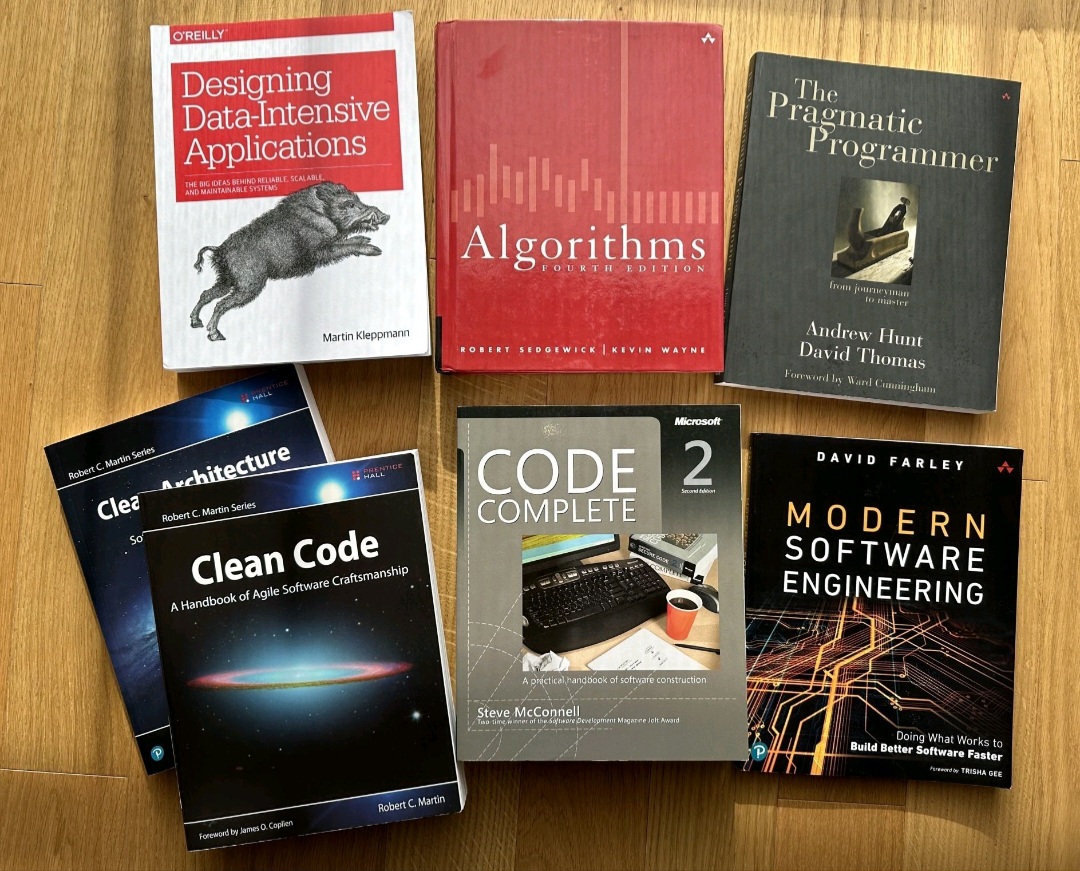 O'REILLY
Designing
Data-Intensive
Applications
THE BIG IDEAS BEHIND RELIABLE, SCALABLE,
AND MAINTAINABLE SYSTEMS
Martin Kleppmann
Algorithms
FOURTH EDITION
ROBERT SEDGEWICK | KEVIN WAYNE
The
Pragmatic
Programmer
from journeyman
to master
Andrew Hunt
David Thomas
Foreword by Ward Cunningham
PRENTICE
HALL
Robert C. Martin Series
Architecture
PRENTICE
HALL
Robert C. Martin Series
Clean Code
A Handbook of Agile Software Craftsmanship
Robert C. Martin
Foreword by James O. Coplien
Microsoft
CODE
COMPLETE
2
Second Edition
A practical handbook of software construction
Steve McConnell
Two-time winner of the Software Development Magazine Jolt Award
DAVID FARLEY
MODERN
SOFTWARE
ENGINEERING
Doing What Works to
Build Better Software Faster
Foreword by TRISHA GEE